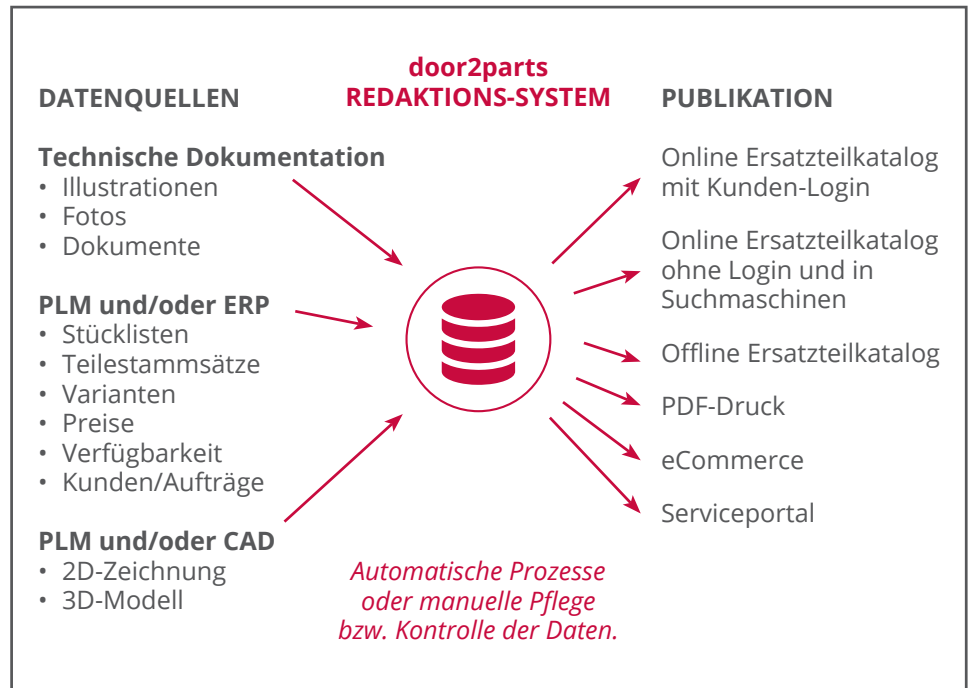 DATENQUELLEN
Technische Dokumentation
• Illustrationen
• Fotos
• Dokumente
PLM und/oder ERP
• Stücklisten
• Teilestammsätze
• Varianten
• Preise
• Verfügbarkeit
• Kunden/Aufträge
PLM und/oder CAD
• 2D-Zeichnung
• 3D-Modell
door2parts
REDAKTIONS-SYSTEM
Automatische Prozesse
oder manuelle Pflege
bzw. Kontrolle der Daten.
PUBLIKATION
Online Ersatzteilkatalog
mit Kunden-Login
Online Ersatzteilkatalog
ohne Login und in
Suchmaschinen
Offline Ersatzteilkatalog
PDF-Druck
eCommerce
Serviceportal